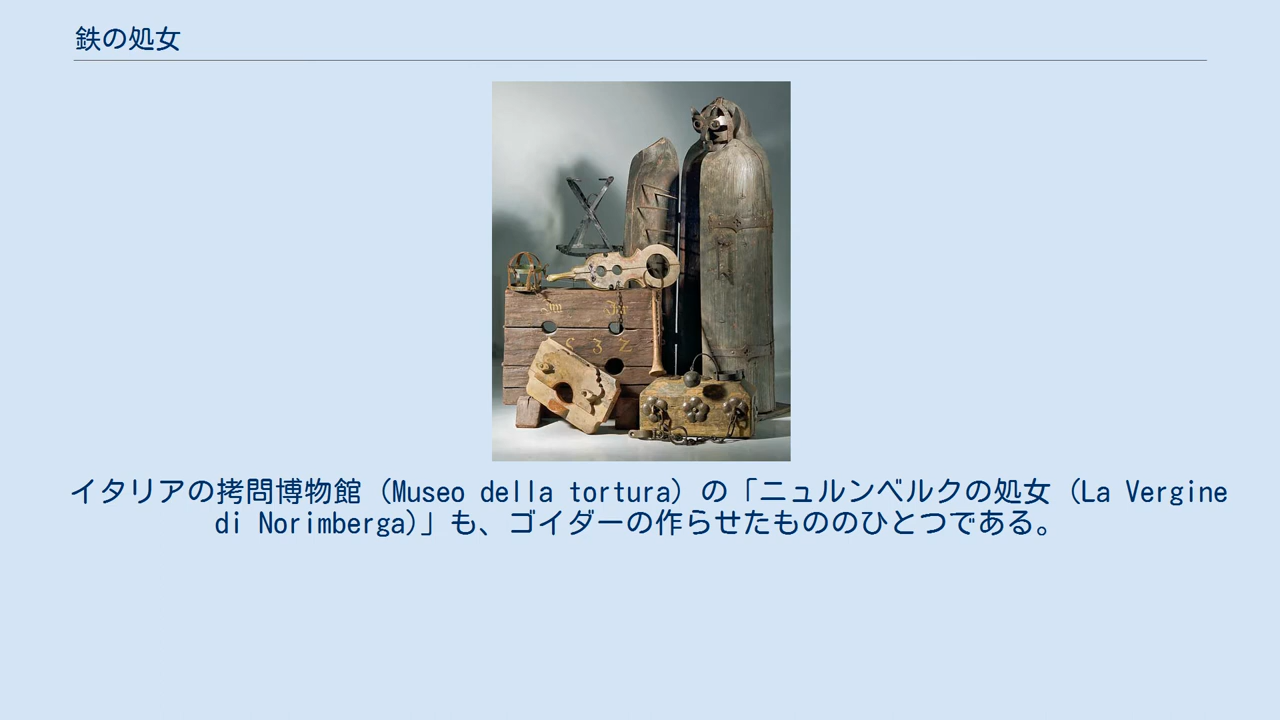 鉄の処女
イタリアの拷問博物館（Museo della tortura）の「ニュルンベルクの処女（La Vergine
di Norimberga)」も、ゴイダーの作らせたもののひとつである。